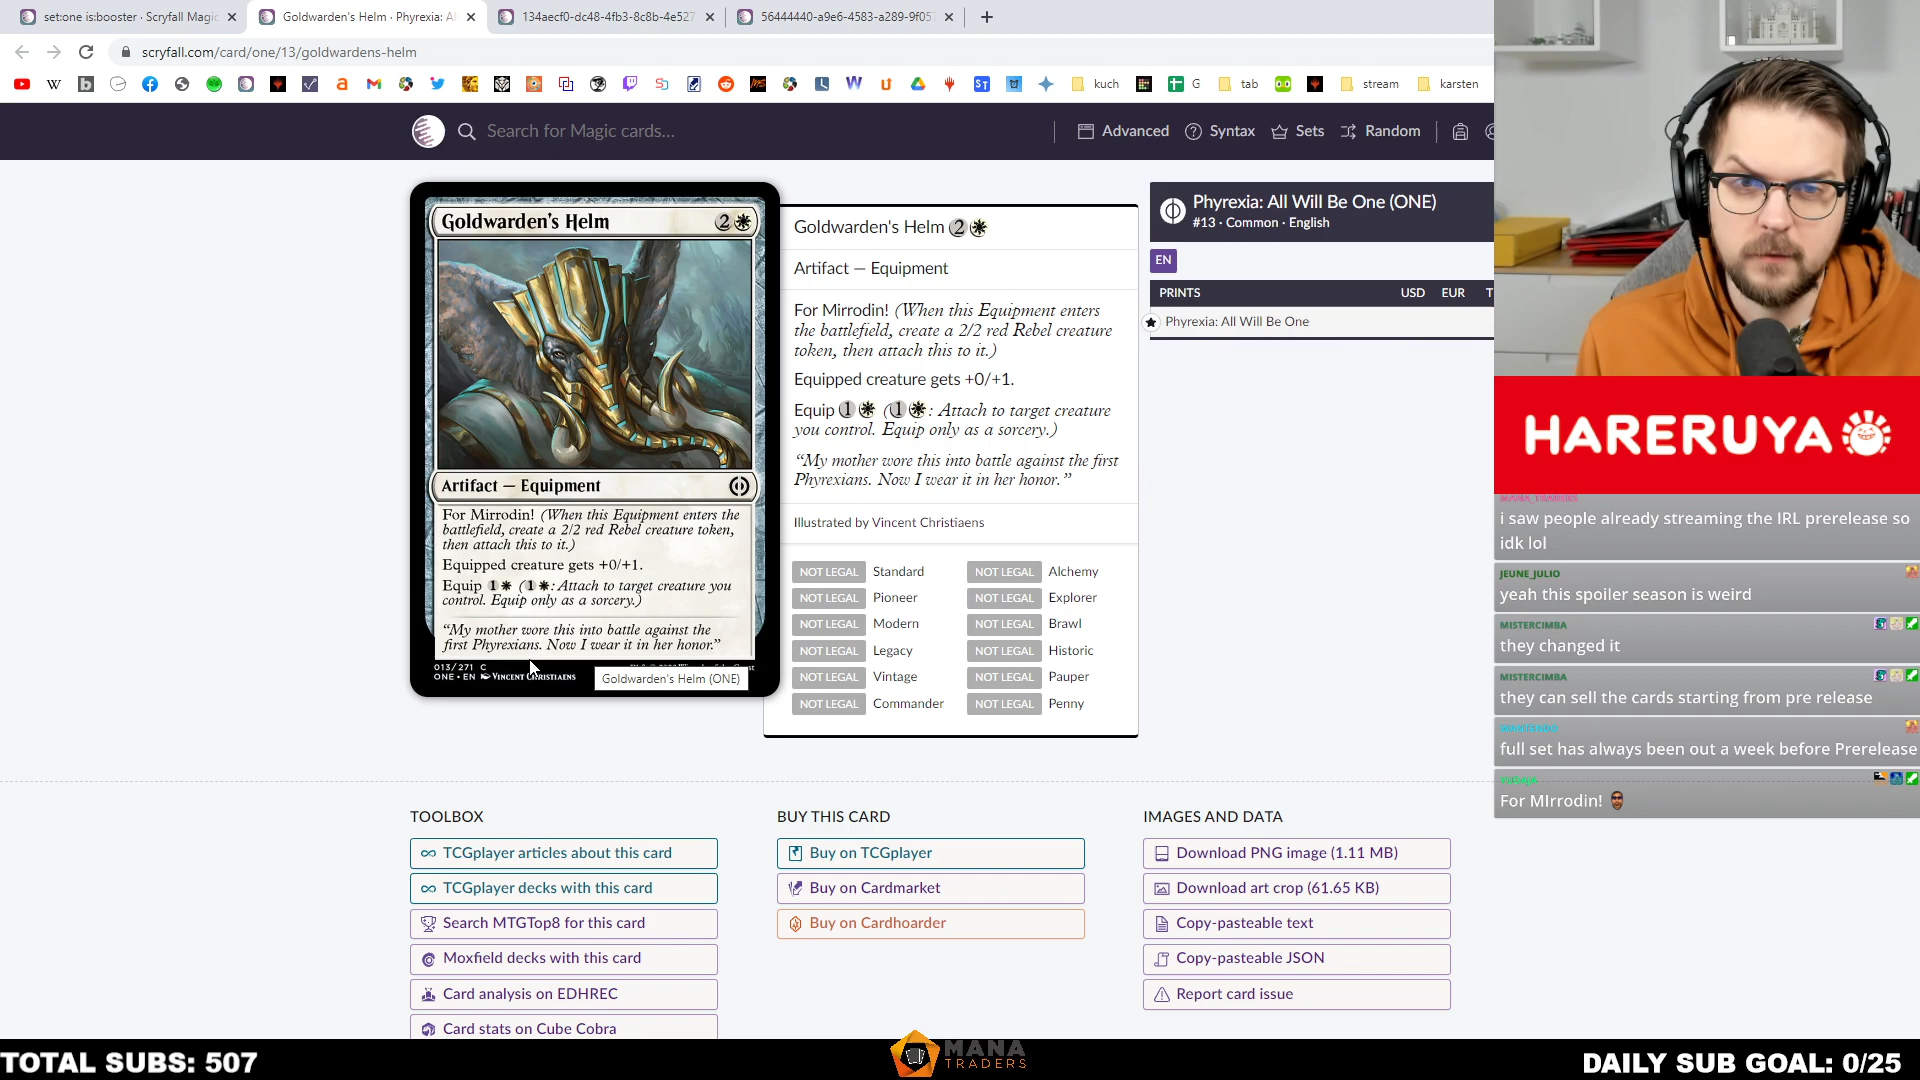 set:one is:booster · Scryfall Magic
Goldwarden's Helm · Phyrexia: Al
134aecf0-dc48-4fb3-8c8b-4e527
56444440-a9e6-4583-a289-9f057
scryfall.com/card/one/13/goldwardens-helm
kuch
G
tab
stream
karsten
Search for Magic cards...
Advanced
Syntax
Sets
Random
Goldwarden's Helm 2
For Mirrodin! (When this Equipment enters the
battlefield, create a 2/2 red Rebel creature token,
then attach this to it.)
Equipped creature gets +0/+1.
Equip 1 (1: Attach to target creature you
control. Equip only as a sorcery.)
"My mother wore this into battle against the
first Phyrexians. Now I wear it in her honor."
Artifact — Equipment
013/271 C
ONE • EN VINCENT CHRISTIAENS
Goldwarden's Helm (ONE)
Goldwarden's Helm 2
Artifact — Equipment
For Mirrodin! (When this Equipment enters
the battlefield, create a 2/2 red Rebel creature
token, then attach this to it.)
Equipped creature gets +0/+1.
Equip 1 (1: Attach to target creature
you control. Equip only as a sorcery.)
"My mother wore this into battle against the first
Phyrexians. Now I wear it in her honor."
Illustrated by Vincent Christiaens
NOT LEGAL Standard NOT LEGAL Alchemy
NOT LEGAL Pioneer NOT LEGAL Explorer
NOT LEGAL Modern NOT LEGAL Brawl
NOT LEGAL Legacy NOT LEGAL Historic
NOT LEGAL Vintage NOT LEGAL Pauper
NOT LEGAL Commander NOT LEGAL Penny
Phyrexia: All Will Be One (ONE)
#13 · Common · English
EN
PRINTS USD EUR T
Phyrexia: All Will Be One
TOOLBOX
TCGplayer articles about this card
TCGplayer decks with this card
Search MTGTop8 for this card
Moxfield decks with this card
Card analysis on EDHREC
Card stats on Cube Cobra
BUY THIS CARD
Buy on TCGplayer
Buy on Cardmarket
Buy on Cardhoarder
IMAGES AND DATA
Download PNG image (1.11 MB)
Download art crop (61.65 KB)
Copy-pasteable text
Copy-pasteable JSON
Report card issue
HARERUYA
MANA_TRADERS
i saw people already streaming the IRL prerelease so
idk lol
JEUNE_JULIO
yeah this spoiler season is weird
MISTERCIMBA
they changed it
MISTERCIMBA
they can sell the cards starting from pre release
full set has always been out a week before Prerelease
For MIrrodin!
TOTAL SUBS: 507
MANA
TRADERS
DAILY SUB GOAL: 0/25